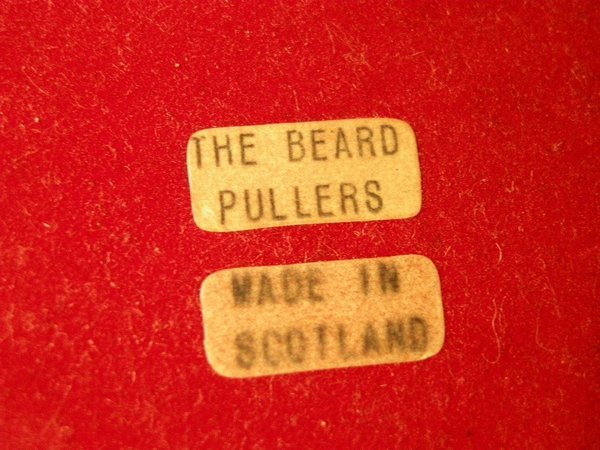 THE BEARD
PULLERS
MADE IN
SCOTLAND